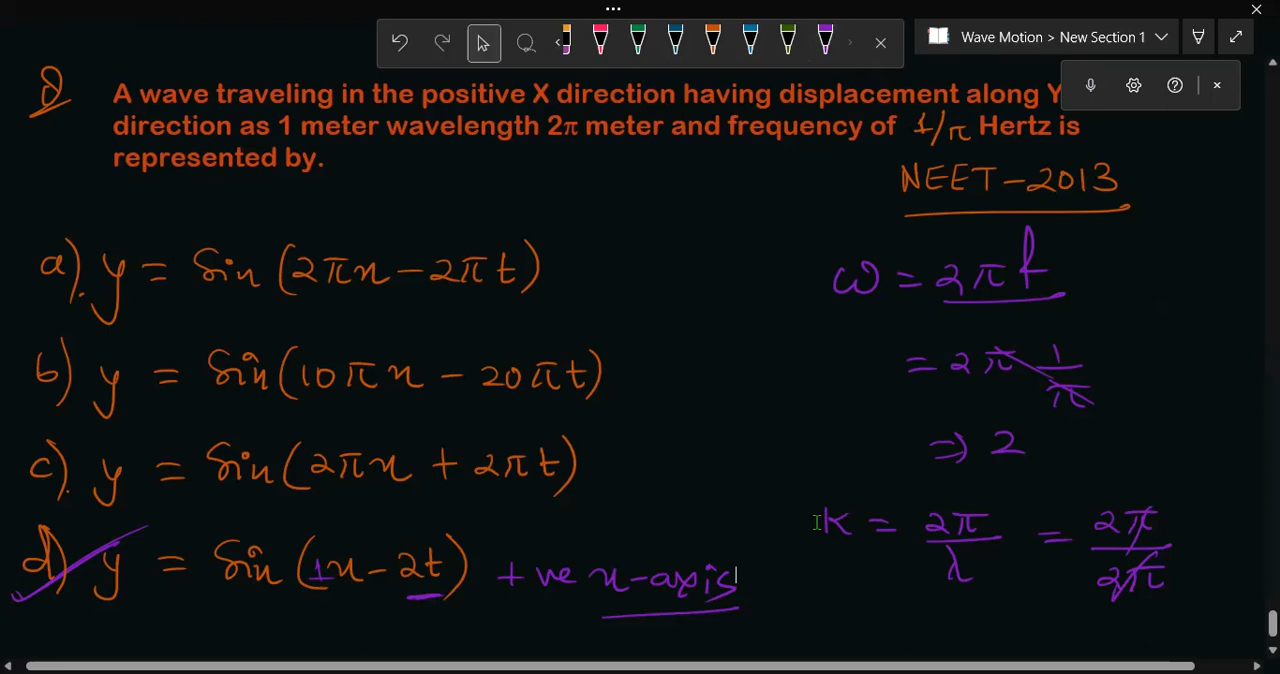 Wave Motion > New Section 1
Q
A wave traveling in the positive X direction having displacement along Y
direction as 1 meter wavelength 2π meter and frequency of 1/π Hertz is
represented by.
NEET-2013
a). y = Sin (2πx - 2πt)
b) y = Sin (10πx - 20πt)
c). y = Sin (2πx + 2πt)
d) y = Sin (1x - 2t) +ve x-axis
ω = 2πf
= 2π 1/π
⇒ 2
K = 2π/λ = 2π/2π